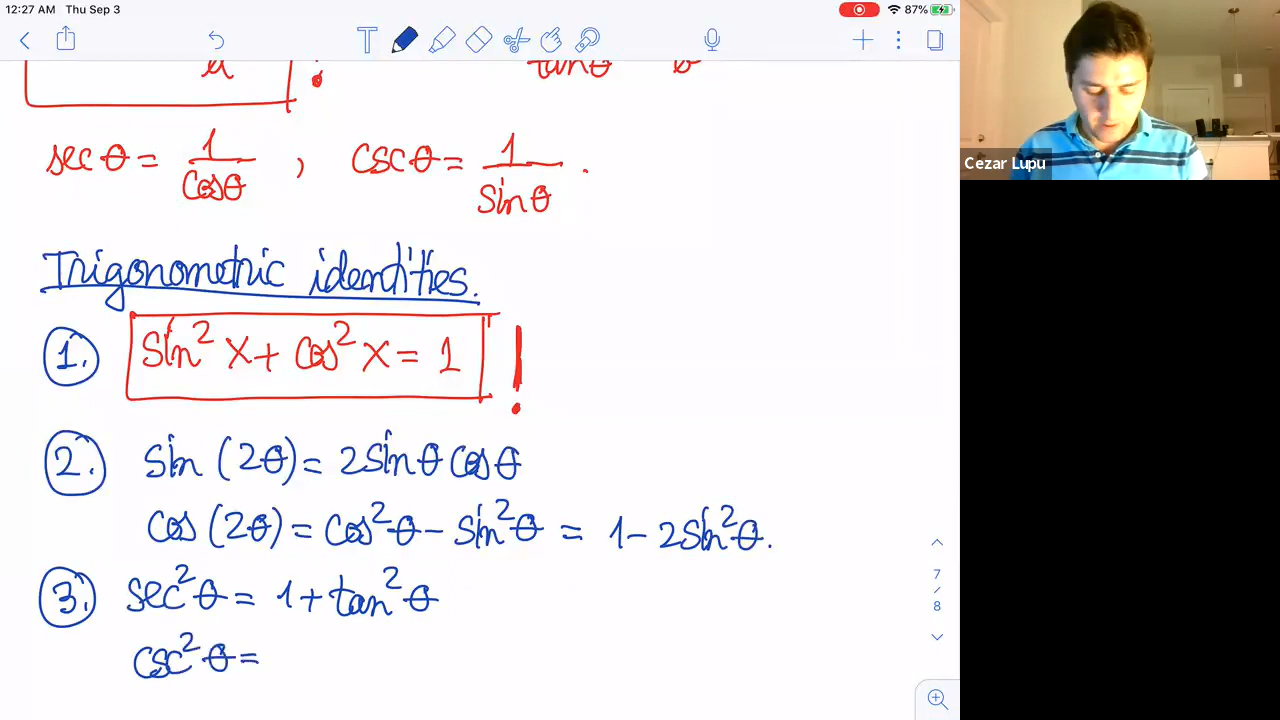 12:27 AM Thu Sep 3 87%
T
a ! tanθ b
sec θ = 1/cosθ , csc θ = 1/sin θ .
Trigonometric identities.
1. sin² x + cos² x = 1 !
2. sin (2θ) = 2 sin θ cos θ
cos (2θ) = cos² θ − sin² θ = 1 − 2 sin² θ.
3. sec² θ = 1 + tan² θ
csc² θ =
7 / 8
Cezar Lupu